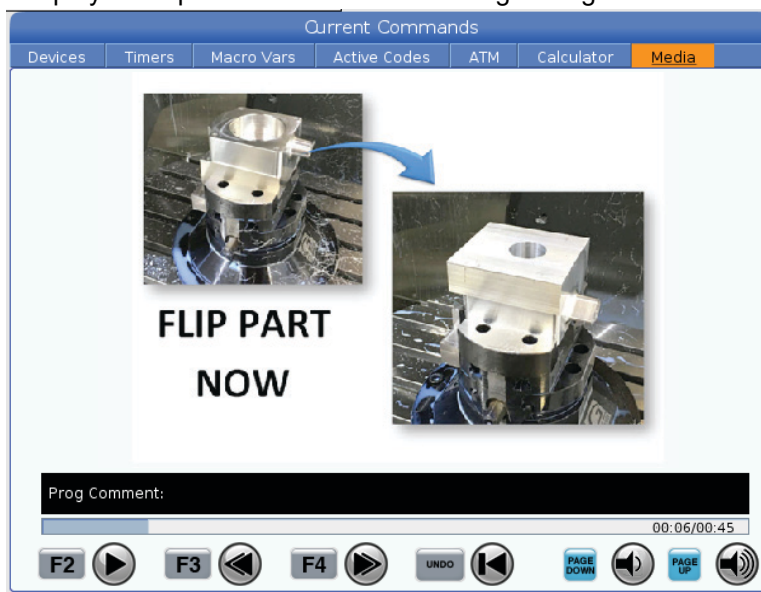 Current Commands
Devices Timers Macro Vars Active Codes ATM Calculator Media
FLIP PART
NOW
Prog Comment:
00:06/00:45
F2 F3 F4 UNDO PAGE DOWN PAGE UP